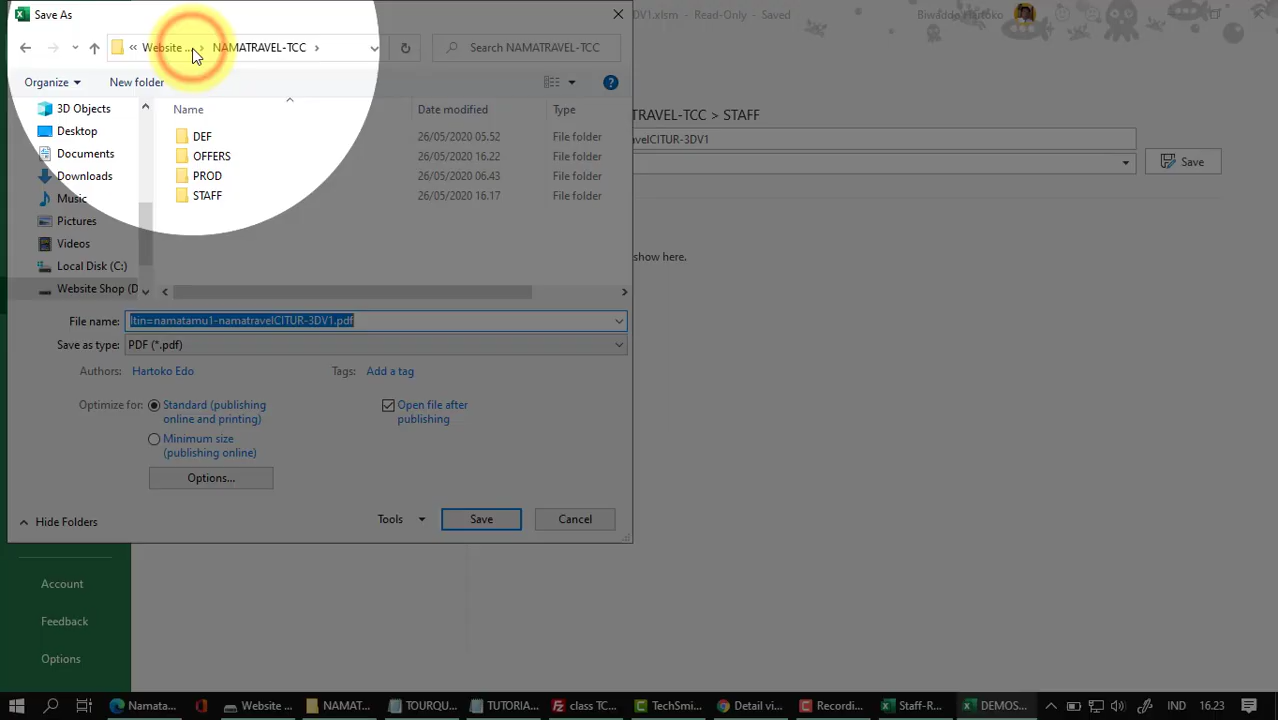 Save As
DV1.xlsm - Read-Only - Saved
Biwaddo Hartoko
« Website ... › NAMATRAVEL-TCC ›
Search NAMATRAVEL-TCC
Organize
New folder
3D Objects
Desktop
Documents
Downloads
Music
Pictures
Videos
Local Disk (C:)
Website Shop (D
Name
Date modified
Type
DEF
26/05/2020 05.52
File folder
OFFERS
26/05/2020 16.22
File folder
PROD
26/05/2020 06.43
File folder
STAFF
26/05/2020 16.17
File folder
TRAVEL-TCC > STAFF
velCITUR-3DV1
Save
show here.
File name:
Itin=namatamu1-namatravelCITUR-3DV1.pdf
Save as type:
PDF (*.pdf)
Authors:
Hartoko Edo
Tags:
Add a tag
Optimize for:
Standard (publishing
online and printing)
Minimum size
(publishing online)
Open file after
publishing
Options...
Hide Folders
Tools
Save
Cancel
Account
Feedback
Options
Namata...
Website ...
NAMAT...
TOURQU...
TUTORIA...
class TC...
TechSmi...
Detail vi...
Recordi...
Staff-R...
DEMOS...
IND
16.23